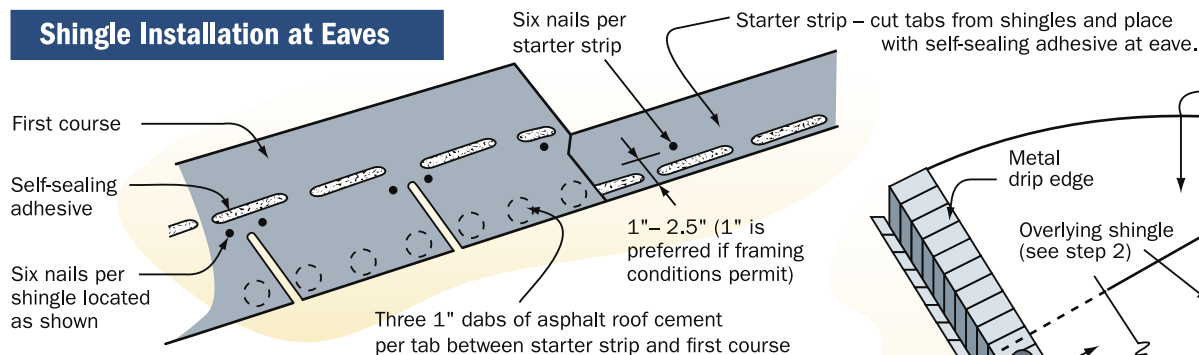 Shingle Installation at Eaves
Six nails per
starter strip
Starter strip – cut tabs from shingles and place
with self-sealing adhesive at eave.
First course
Self-sealing
adhesive
Six nails per
shingle located
as shown
1"– 2.5" (1" is
preferred if framing
conditions permit)
Three 1" dabs of asphalt roof cement
per tab between starter strip and first course
Metal
drip edge
Overlying shingle
(see step 2)